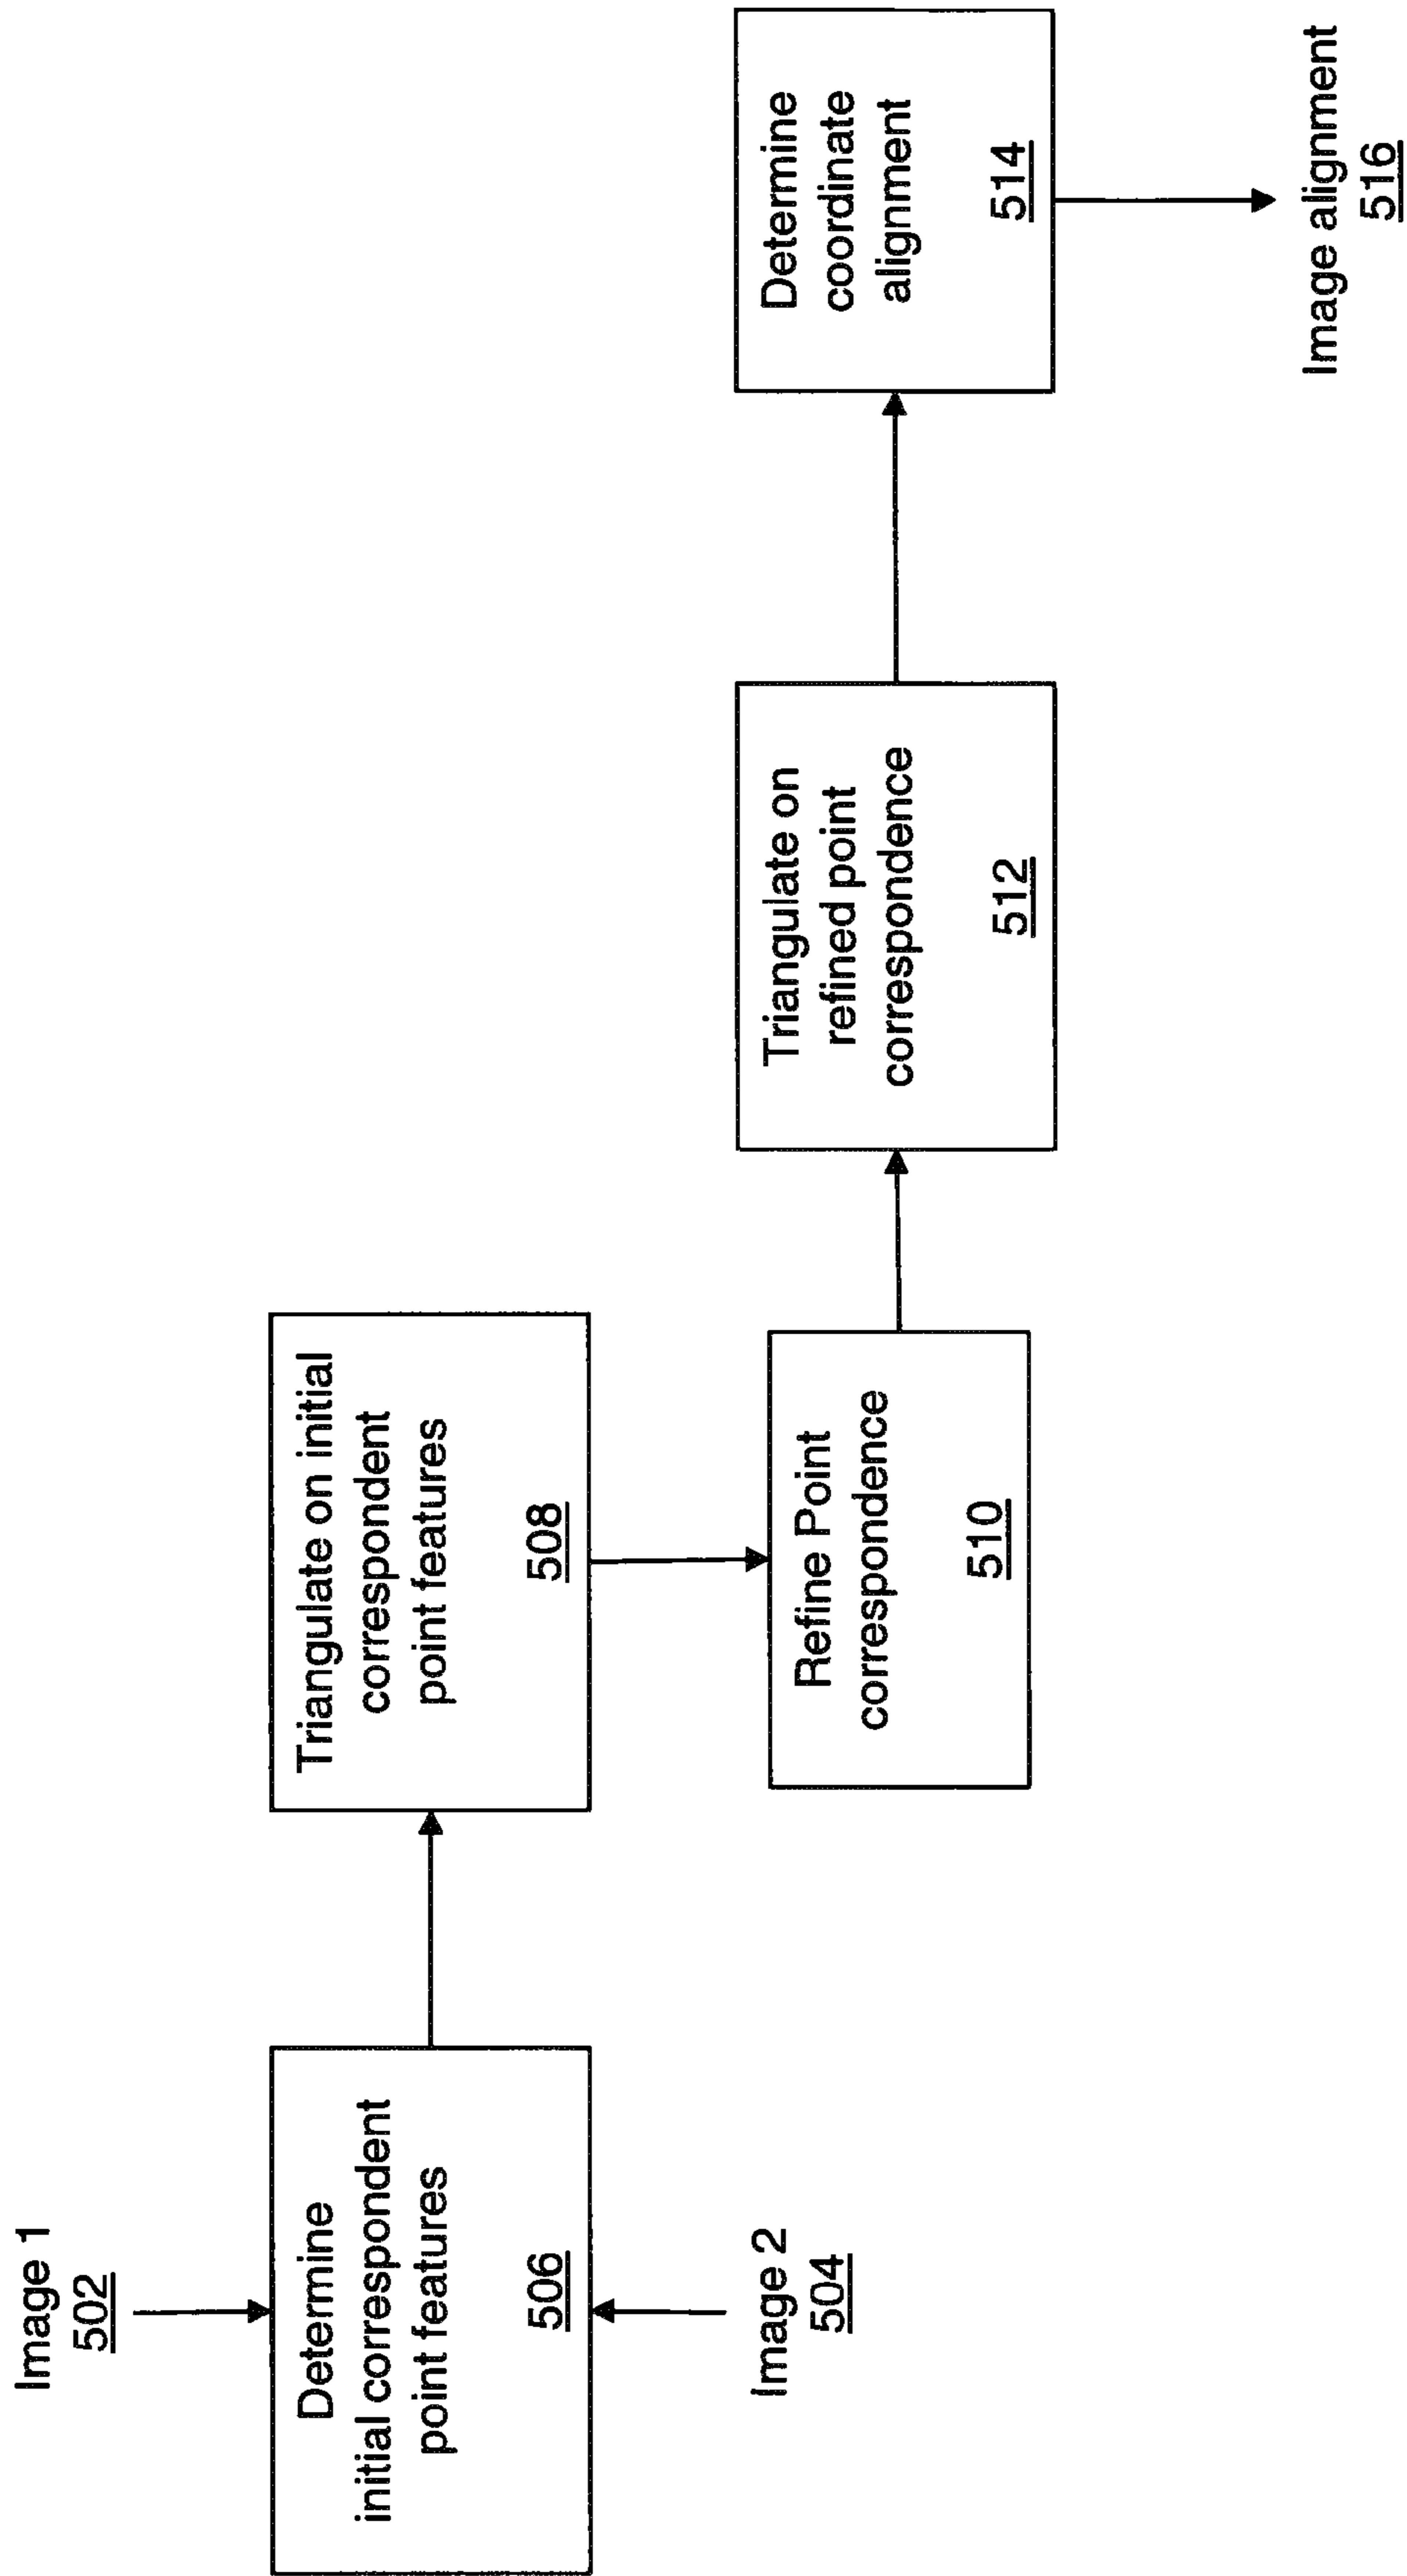 Image 1
502
Determine
initial correspondent
point features
506
Image 2
504
Triangulate on initial
correspondent
point features
508
Refine Point
correspondence
510
Triangulate on
refined point
correspondence
512
Determine
coordinate
alignment
514
Image alignment
516